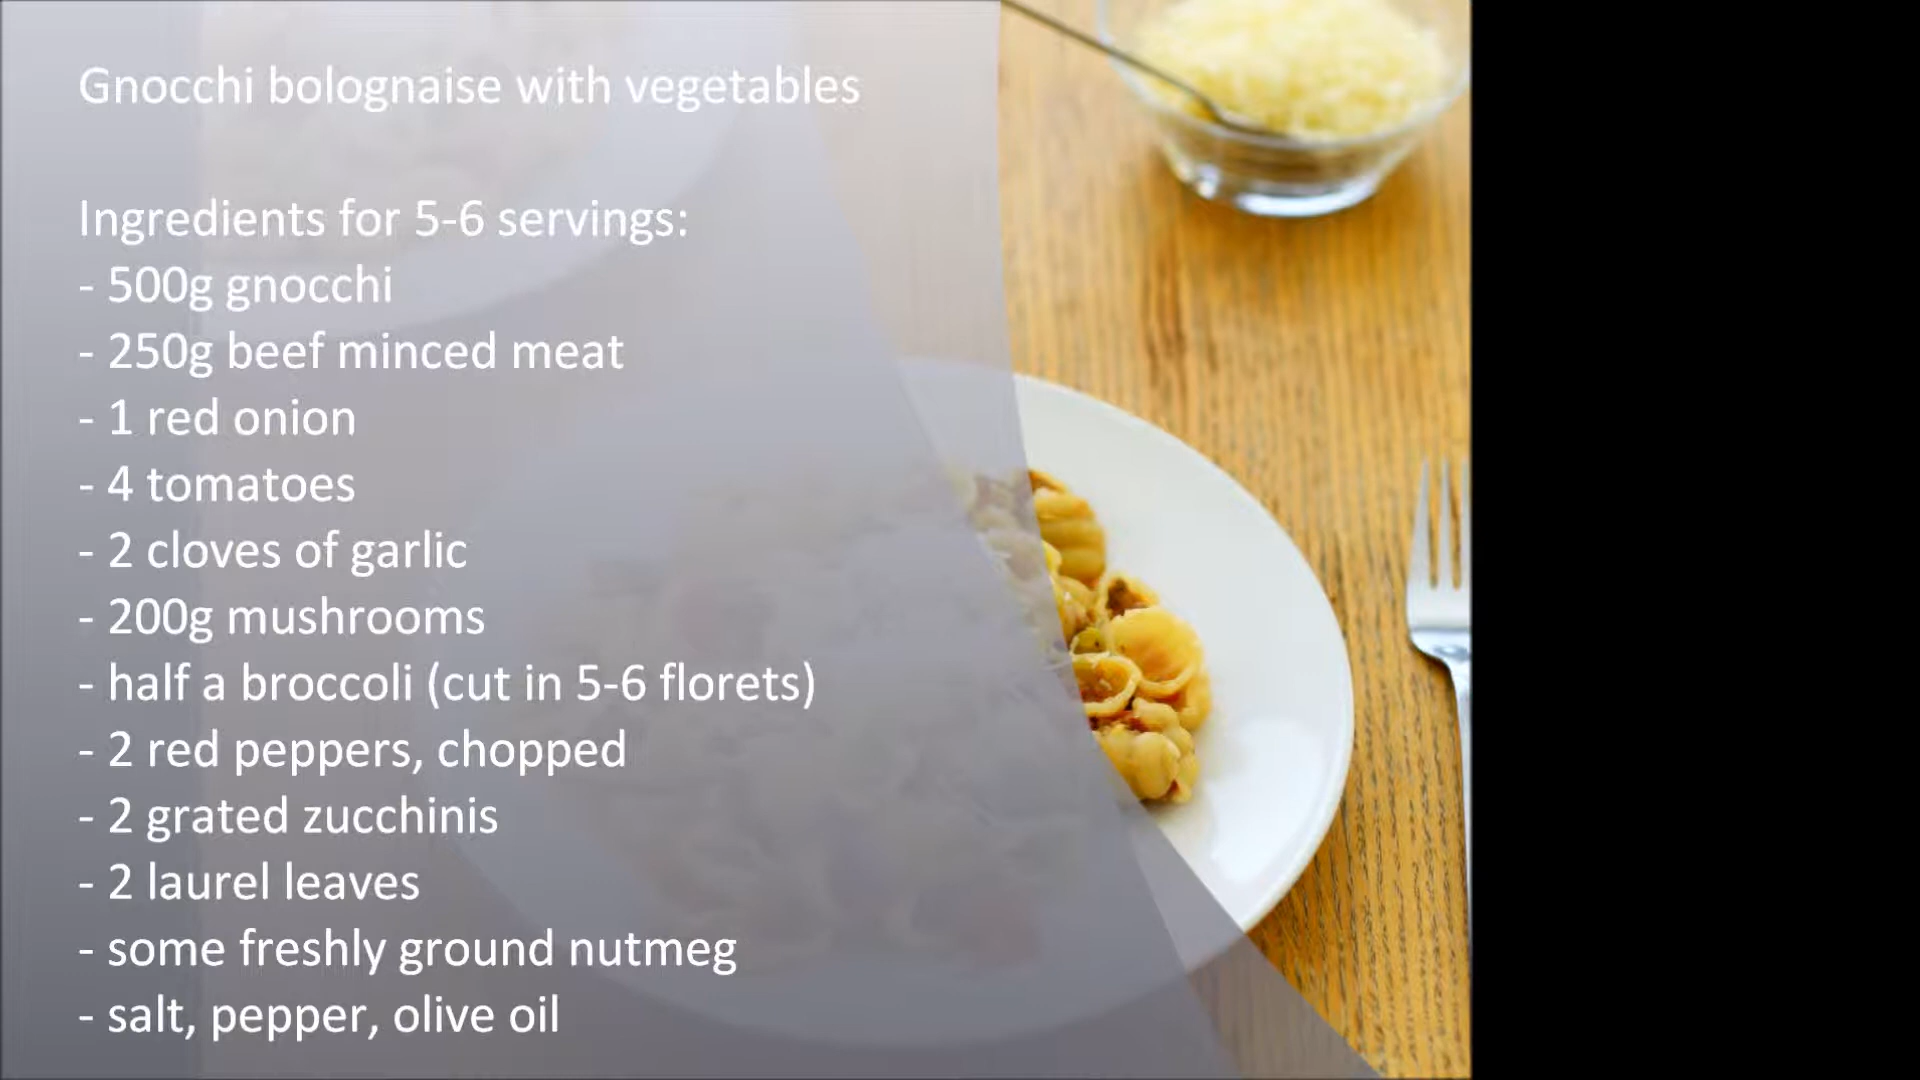 Gnocchi bolognaise with vegetables
Ingredients for 5-6 servings:
- 500g gnocchi
- 250g beef minced meat
- 1 red onion
- 4 tomatoes
- 2 cloves of garlic
- 200g mushrooms
- half a broccoli (cut in 5-6 florets)
- 2 red peppers, chopped
- 2 grated zucchinis
- 2 laurel leaves
- some freshly ground nutmeg
- salt, pepper, olive oil